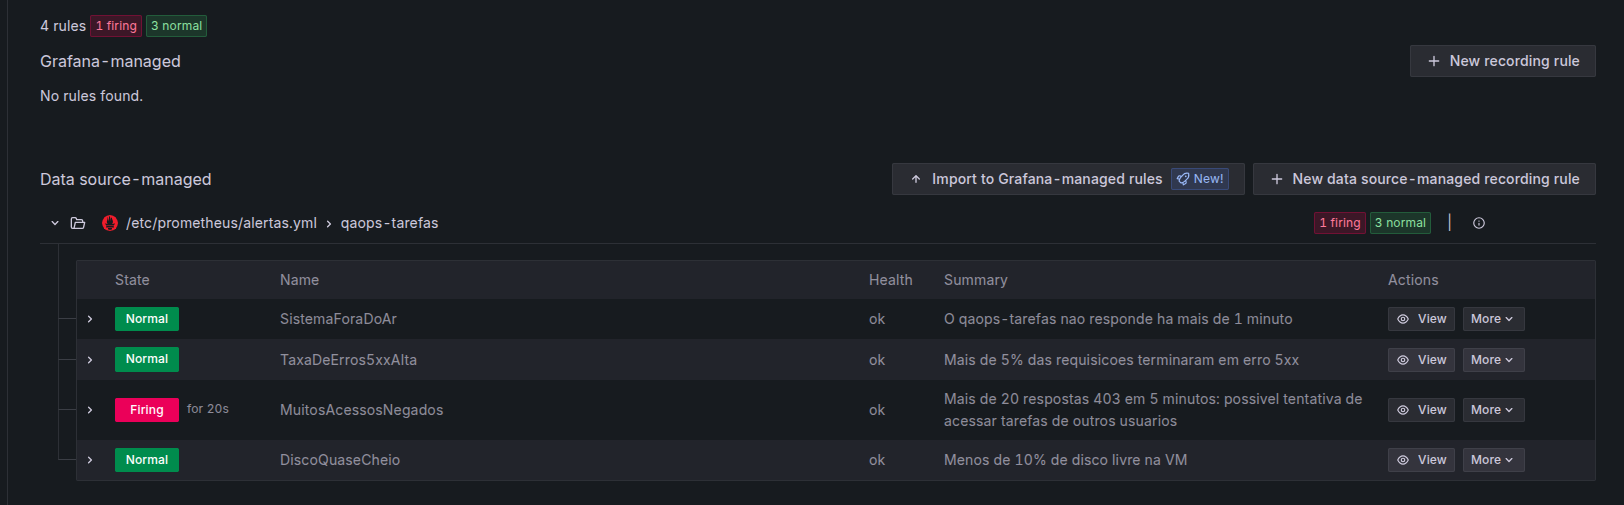 4 rules 1 firing 3 normal
Grafana-managed
New recording rule
No rules found.
Data source-managed
Import to Grafana-managed rules New!
New data source-managed recording rule
/etc/prometheus/alertas.yml > qaops-tarefas
1 firing 3 normal
State Name Health Summary Actions
Normal SistemaForaDoAr ok O qaops-tarefas nao responde ha mais de 1 minuto View More
Normal TaxaDeErros5xxAlta ok Mais de 5% das requisicoes terminaram em erro 5xx View More
Firing for 20s MuitosAcessosNegados ok Mais de 20 respostas 403 em 5 minutos: possivel tentativa de
acessar tarefas de outros usuarios View More
Normal DiscoQuaseCheio ok Menos de 10% de disco livre na VM View More